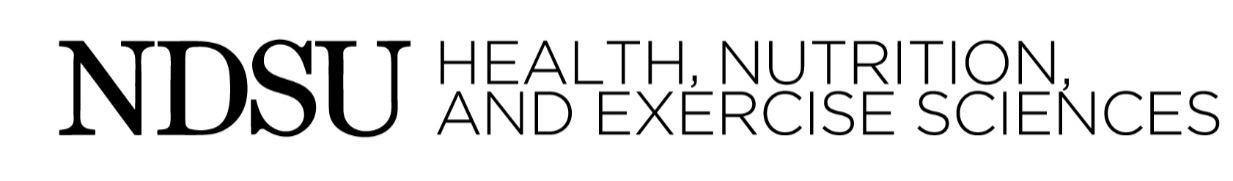 NDSU HEALTH, NUTRITION,
AND EXERCISE SCIENCES